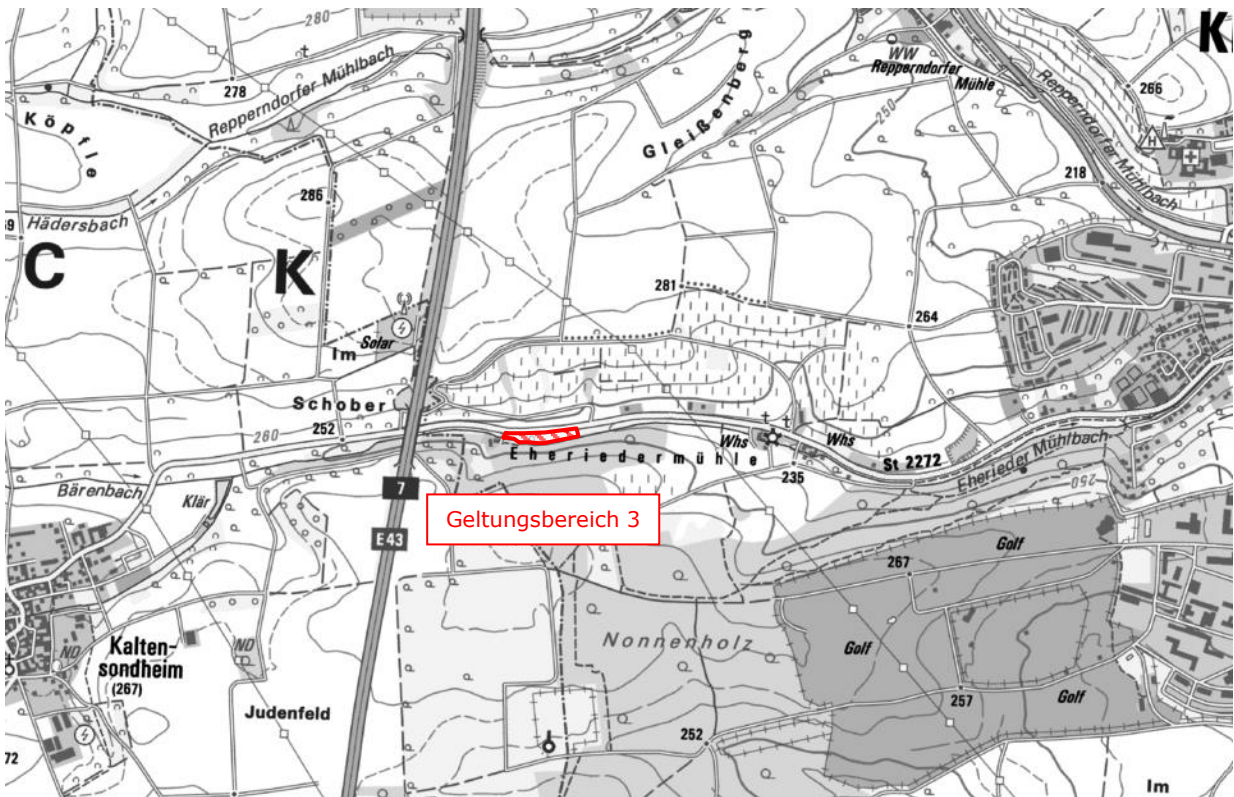 280
K
WW
Repperndorfer
Mühle
278
Repperndorfer Mühlbach
Gleißenberg
250
Repperndorfer Mühlbach
266
H
Köpfle
218
286
Hädersbach
C
K
281
264
Solar
Im
Schober
252
260
Whs
Whs
Eheriedermühle
St 2272
Eherieder Mühlbach
235
250
Bärenbach
Klär
7
Geltungsbereich 3
E43
Golf
267
Nonnenholz
Golf
ND
ND
Kalten-
sondheim
(267)
Judenfeld
257
Golf
252
72
Im